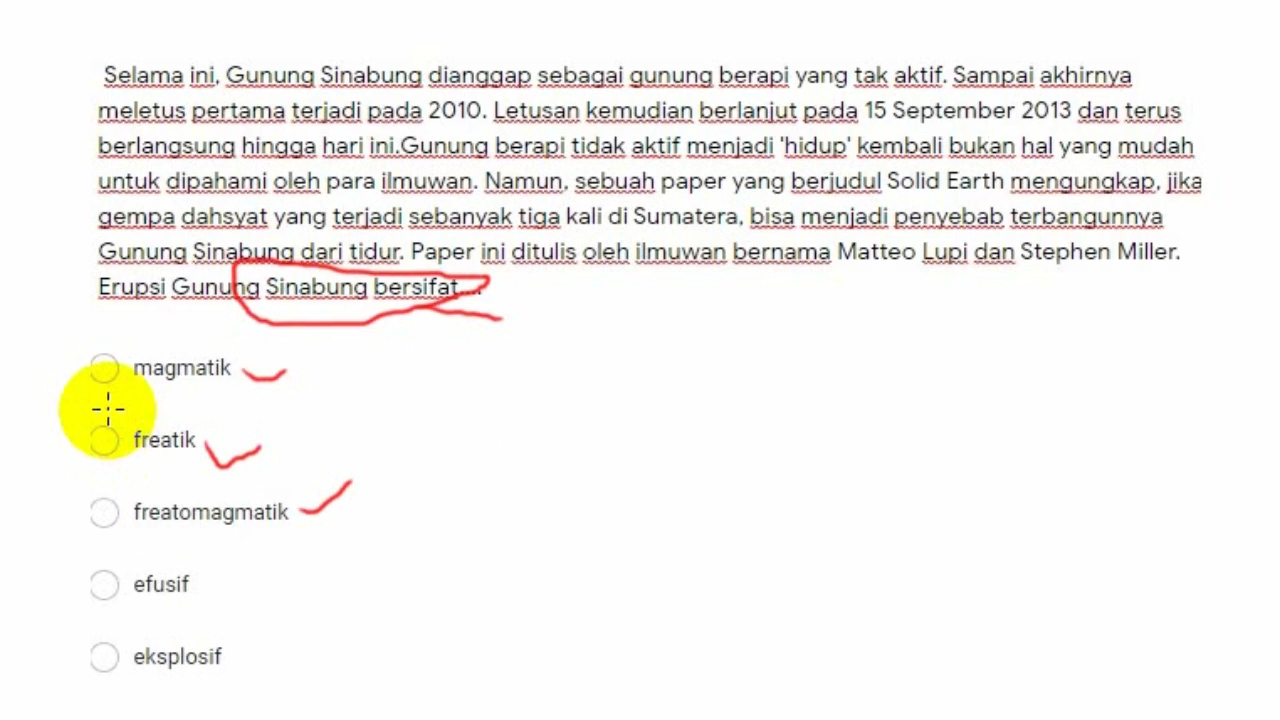 Selama ini, Gunung Sinabung dianggap sebagai gunung berapi yang tak aktif. Sampai akhirnya
meletus pertama terjadi pada 2010. Letusan kemudian berlanjut pada 15 September 2013 dan terus
berlangsung hingga hari ini.Gunung berapi tidak aktif menjadi 'hidup' kembali bukan hal yang mudah
untuk dipahami oleh para ilmuwan. Namun, sebuah paper yang berjudul Solid Earth mengungkap, jika
gempa dahsyat yang terjadi sebanyak tiga kali di Sumatera, bisa menjadi penyebab terbangunnya
Gunung Sinabung dari tidur. Paper ini ditulis oleh ilmuwan bernama Matteo Lupi dan Stephen Miller.
Erupsi Gunung Sinabung bersifat....
magmatik
freatik
freatomagmatik
efusif
eksplosif